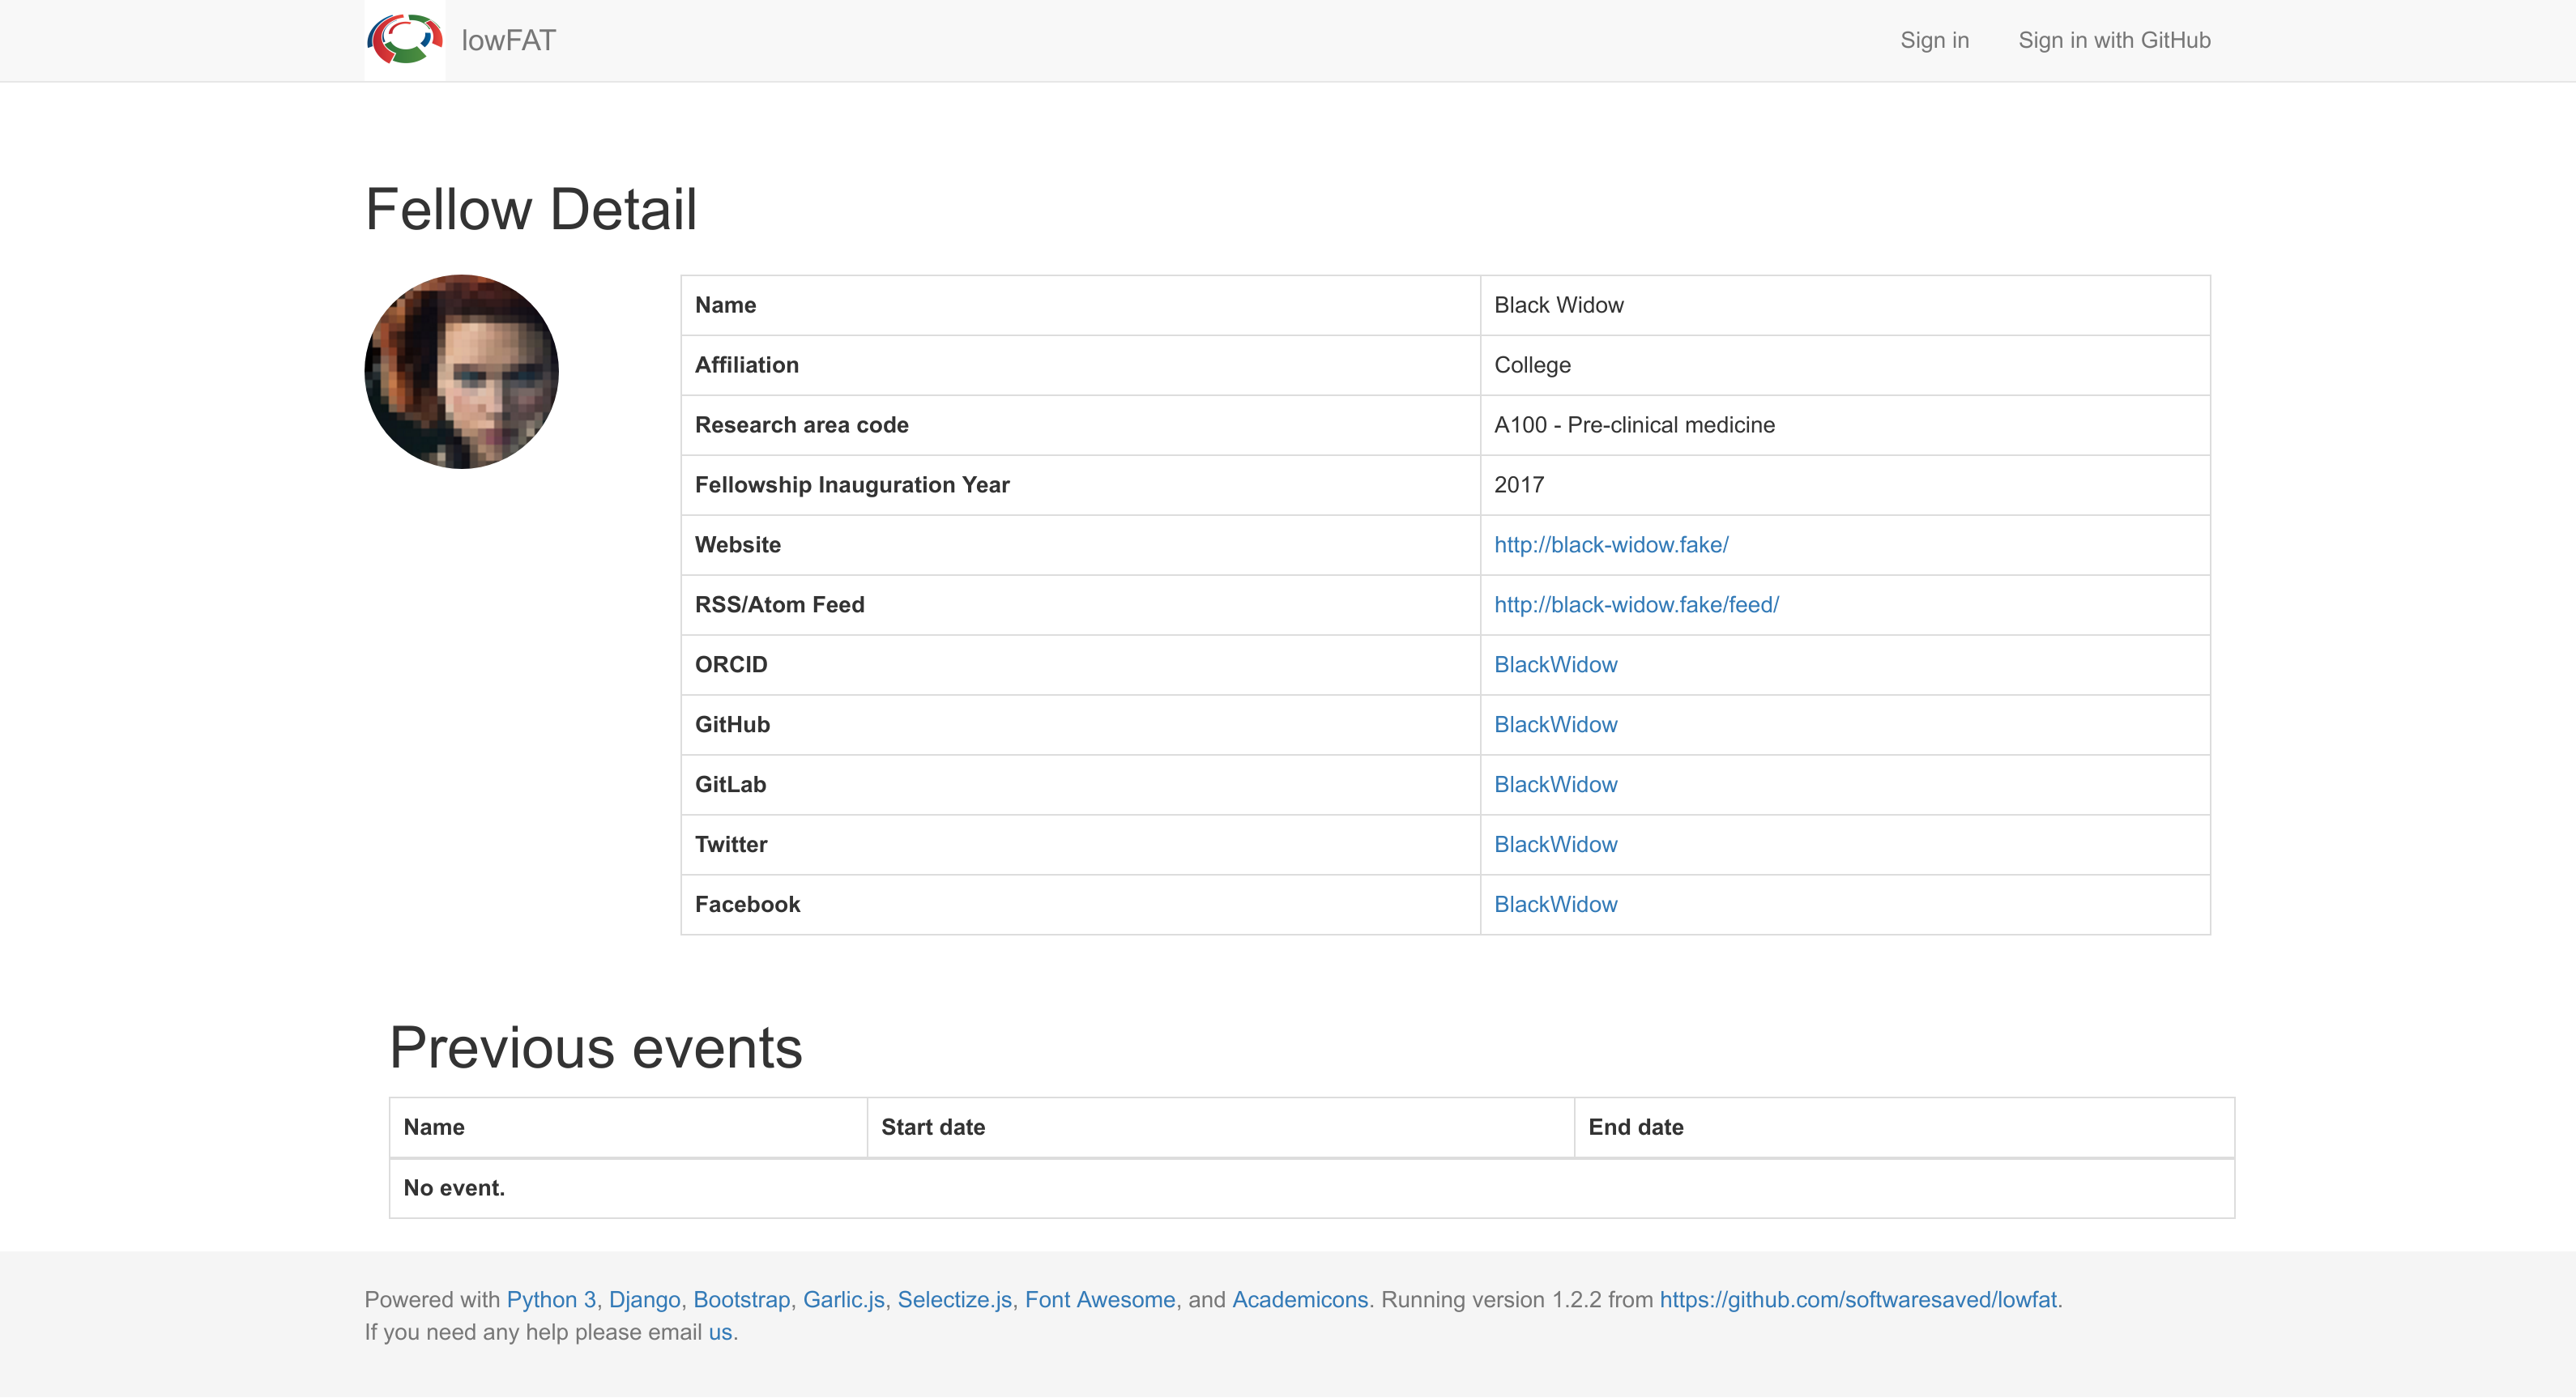 lowFAT Sign in Sign in with GitHub
Fellow Detail
Name Black Widow
Affiliation College
Research area code A100 - Pre-clinical medicine
Fellowship Inauguration Year 2017
Website http://black-widow.fake/
RSS/Atom Feed http://black-widow.fake/feed/
ORCID BlackWidow
GitHub BlackWidow
GitLab BlackWidow
Twitter BlackWidow
Facebook BlackWidow
Previous events
Name Start date End date
No event.
Powered with Python 3, Django, Bootstrap, Garlic.js, Selectize.js, Font Awesome, and Academicons. Running version 1.2.2 from https://github.com/softwaresaved/lowfat.
If you need any help please email us.